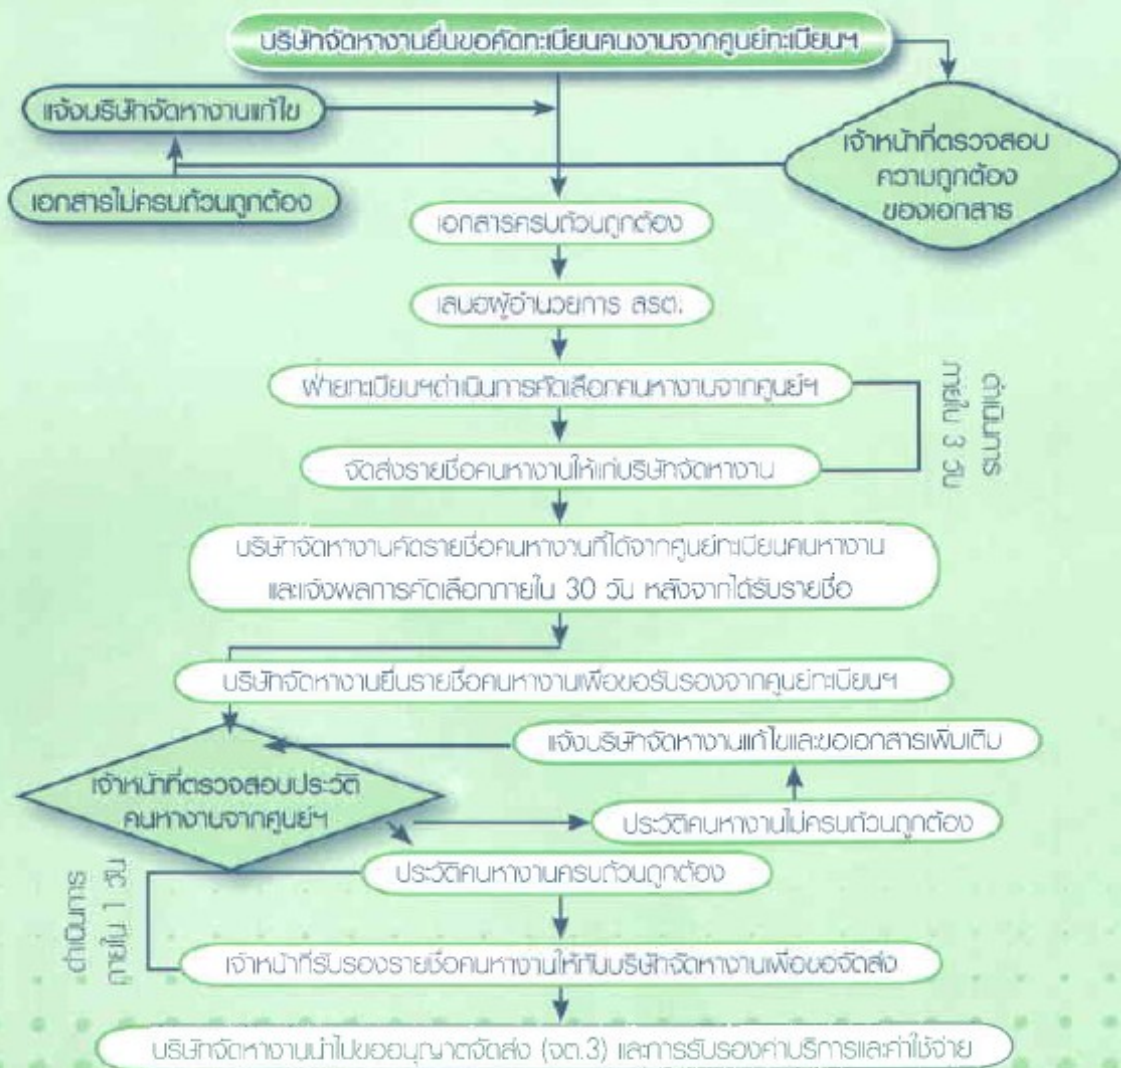 บริษัทจัดหางานยื่นขอคัดทะเบียนคนงานจากศูนย์ทะเบียนฯ
แจ้งบริษัทจัดหางานแก้ไข
เจ้าหน้าที่ตรวจสอบ
ความถูกต้อง
ของเอกสาร
เอกสารไม่ครบถ้วนถูกต้อง
เอกสารครบถ้วนถูกต้อง
เสนอผู้อำนวยการ สรต.
ฝ่ายทะเบียนฯดำเนินการคัดเลือกคนหางานจากศูนย์ฯ
จัดส่งรายชื่อคนหางานให้แก่บริษัทจัดหางาน
ดำเนินการ
ภายใน 3 วัน
บริษัทจัดหางานคัดรายชื่อคนหางานที่ได้จากศูนย์ทะเบียนคนหางาน
และแจ้งผลการคัดเลือกภายใน 30 วัน หลังจากได้รับรายชื่อ
บริษัทจัดหางานยื่นรายชื่อคนหางานเพื่อขอรับรองจากศูนย์ทะเบียนฯ
แจ้งบริษัทจัดหางานแก้ไขและขอเอกสารเพิ่มเติม
เจ้าหน้าที่ตรวจสอบประวัติ
คนหางานจากศูนย์ฯ
ประวัติคนหางานไม่ครบถ้วนถูกต้อง
ประวัติคนหางานครบถ้วนถูกต้อง
ดำเนินการ
ภายใน 1 วัน
เจ้าหน้าที่รับรองรายชื่อคนหางานให้กับบริษัทจัดหางานเพื่อขอจัดส่ง
บริษัทจัดหางานนำไปขออนุญาตจัดส่ง (จต.3) และการรับรองค่าบริการและค่าใช้จ่าย